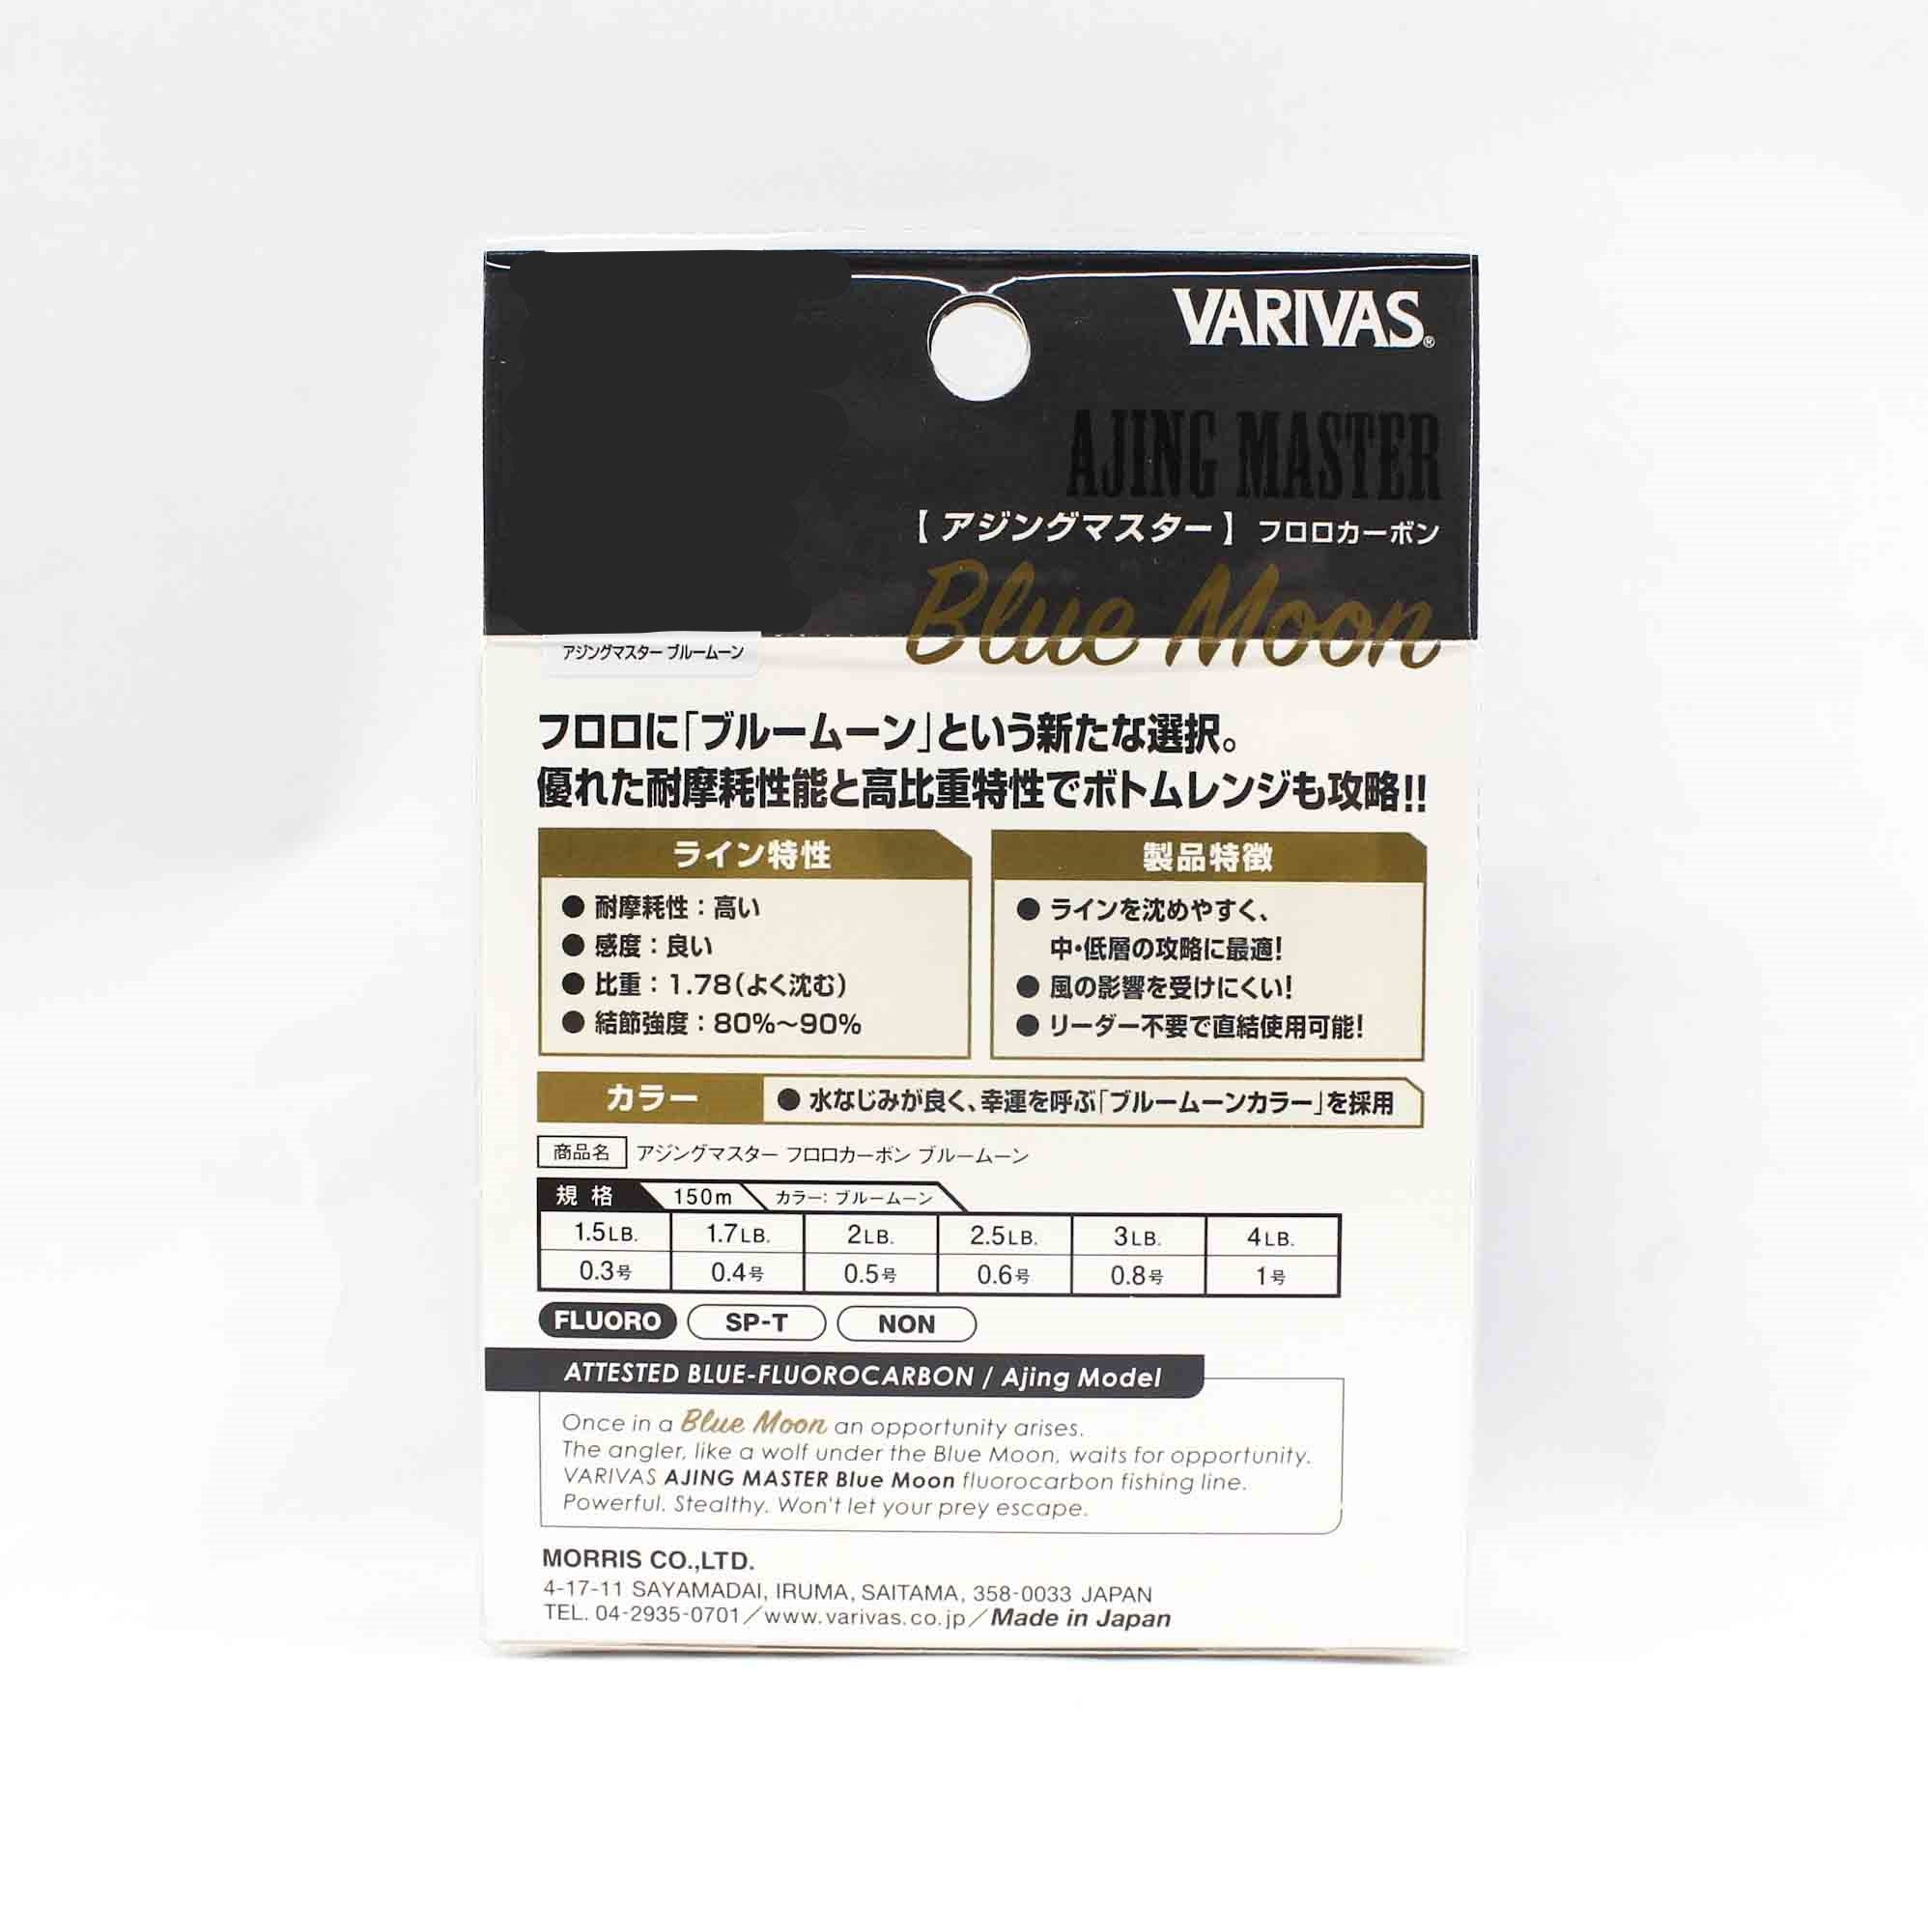 VARIVAS®
AJING MASTER
【アジングマスター】フロロカーボン
Blue Moon
アジングマスター ブルームーン
フロロに「ブルームーン」という新たな選択。
優れた耐摩耗性能と高比重特性でボトムレンジも攻略!!
ライン特性
● 耐摩耗性：高い
● 感度：良い
● 比重：1.78(よく沈む)
● 結節強度：80%〜90%
製品特徴
● ラインを沈めやすく、
中・低層の攻略に最適!
● 風の影響を受けにくい!
● リーダー不要で直結使用可能!
カラー ● 水なじみが良く、幸運を呼ぶ「ブルームーンカラー」を採用
商品名 アジングマスター フロロカーボン ブルームーン
規格 150m カラー: ブルームーン
1.5LB. 1.7LB. 2LB. 2.5LB. 3LB. 4LB.
0.3号 0.4号 0.5号 0.6号 0.8号 1号
FLUORO SP-T NON
ATTESTED BLUE-FLUOROCARBON / Ajing Model
Once in a Blue Moon an opportunity arises.
The angler, like a wolf under the Blue Moon, waits for opportunity.
VARIVAS AJING MASTER Blue Moon fluorocarbon fishing line.
Powerful. Stealthy. Won't let your prey escape.
MORRIS CO.,LTD.
4-17-11 SAYAMADAI, IRUMA, SAITAMA, 358-0033 JAPAN
TEL. 04-2935-0701／www.varivas.co.jp／Made in Japan